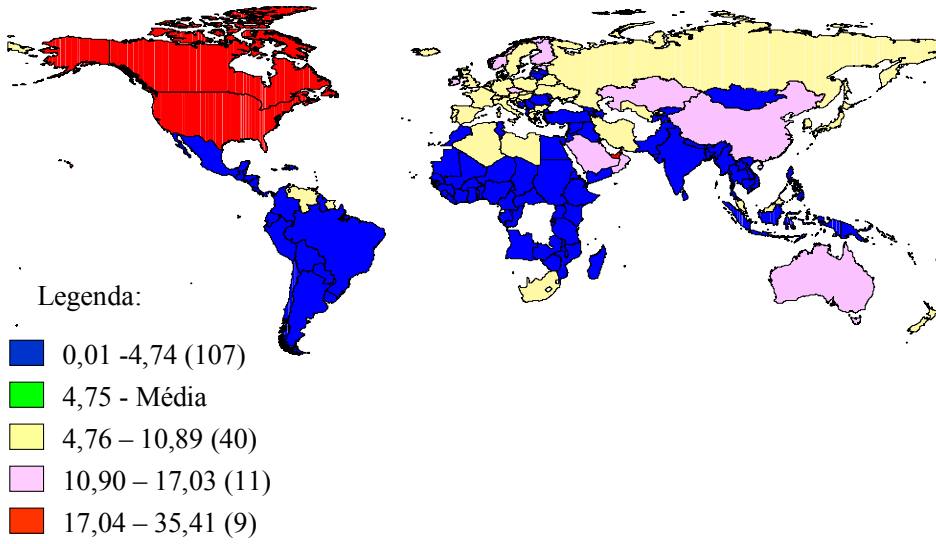 Legenda:
0,01 -4,74 (107)
4,75 - Média
4,76 – 10,89 (40)
10,90 – 17,03 (11)
17,04 – 35,41 (9)